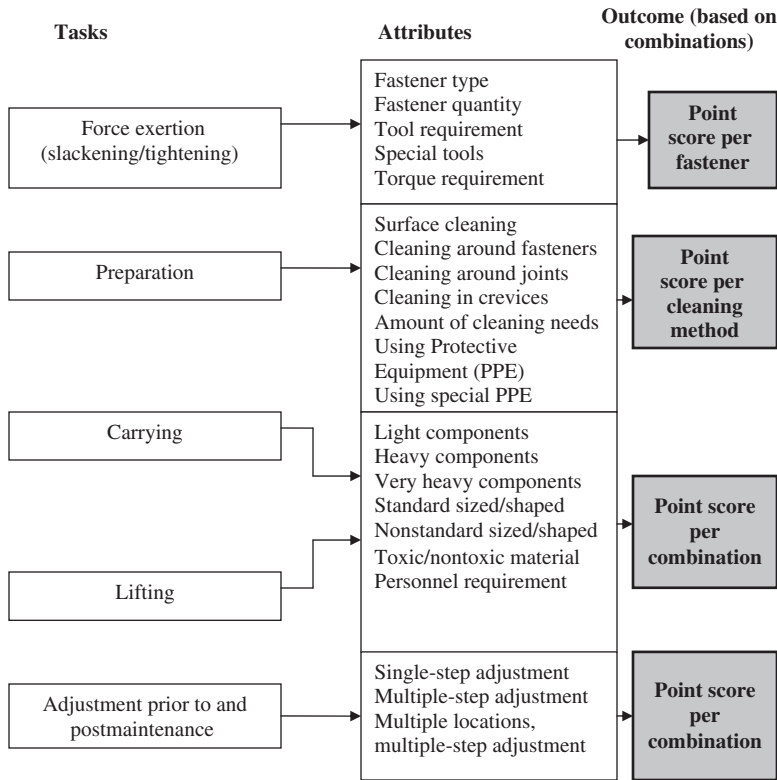 Tasks
Attributes
Outcome (based on
combinations)
Force exertion
(slackening/tightening)
Fastener type
Fastener quantity
Tool requirement
Special tools
Torque requirement
Point
score per
fastener
Preparation
Surface cleaning
Cleaning around fasteners
Cleaning around joints
Cleaning in crevices
Amount of cleaning needs
Using Protective
Equipment (PPE)
Using special PPE
Point
score per
cleaning
method
Carrying
Lifting
Light components
Heavy components
Very heavy components
Standard sized/shaped
Nonstandard sized/shaped
Toxic/nontoxic material
Personnel requirement
Point score
per
combination
Adjustment prior to and
postmaintenance
Single-step adjustment
Multiple-step adjustment
Multiple locations,
multiple-step adjustment
Point score
per
combination